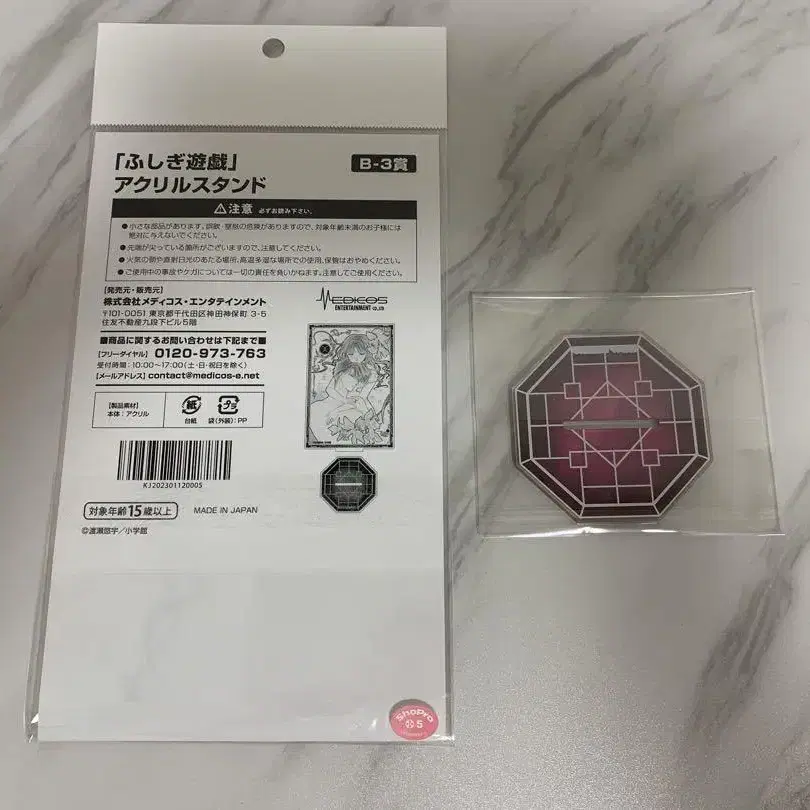 「ふしぎ遊戯」
アクリルスタンド
B-3賞
⚠注意 必ずお読み下さい。
●小さな部品があります。誤飲・窒息の危険がありますので、対象年齢未満のお子様には
絶対に与えないでください。
●先端が尖っている箇所がございますので、注意してください。
●火気の側や直射日光のあたる場所、高温多湿な場所での使用、保管はおやめください。
●ご使用中の事故やケガについては一切の責任を負いかねます。注意してご使用ください。
[発売元・販売元]
株式会社メディコス・エンタテインメント
〒101-0051 東京都千代田区神田神保町 3-5
住友不動産九段下ビル5階
MEDICOS
ENTERTAINMENT CO.,LTD
■商品に関するお問い合わせは下記まで■
【フリーダイヤル】 0120-973-763
受付時間:10:00〜17:00(土・日・祝日を除く)
【メールアドレス】 contact@medicos-e.net
【製品素材】
本体:アクリル
紙
台紙
プラ
袋(外装):PP
KJ202301120005
対象年齢15歳以上
MADE IN JAPAN
©渡瀬悠宇/小学館
ShoPro
5